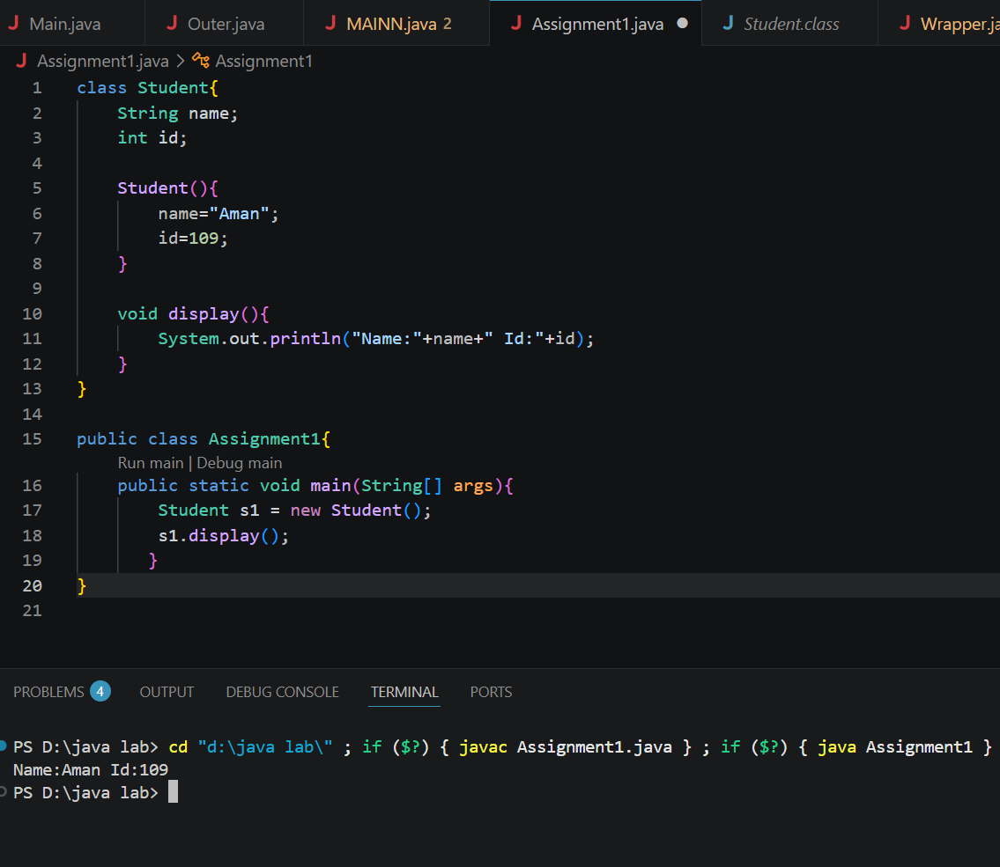 Main.java Outer.java MAINN.java 2 Assignment1.java Student.class
Assignment1.java > Assignment1
1 class Student{
2     String name;
3     int id;
4
5     Student(){
6         name="Aman";
7         id=109;
8     }
9
10     void display(){
11         System.out.println("Name:"+name+" Id:"+id);
12     }
13 }
14
15 public class Assignment1{
Run main | Debug main
16     public static void main(String[] args){
17         Student s1 = new Student();
18         s1.display();
19        }
20 }
21
PROBLEMS 4 OUTPUT DEBUG CONSOLE TERMINAL PORTS
PS D:\java lab> cd "d:\java lab\" ; if ($?) { javac Assignment1.java } ; if ($?) { java Assignment1 }
Name:Aman Id:109
PS D:\java lab>